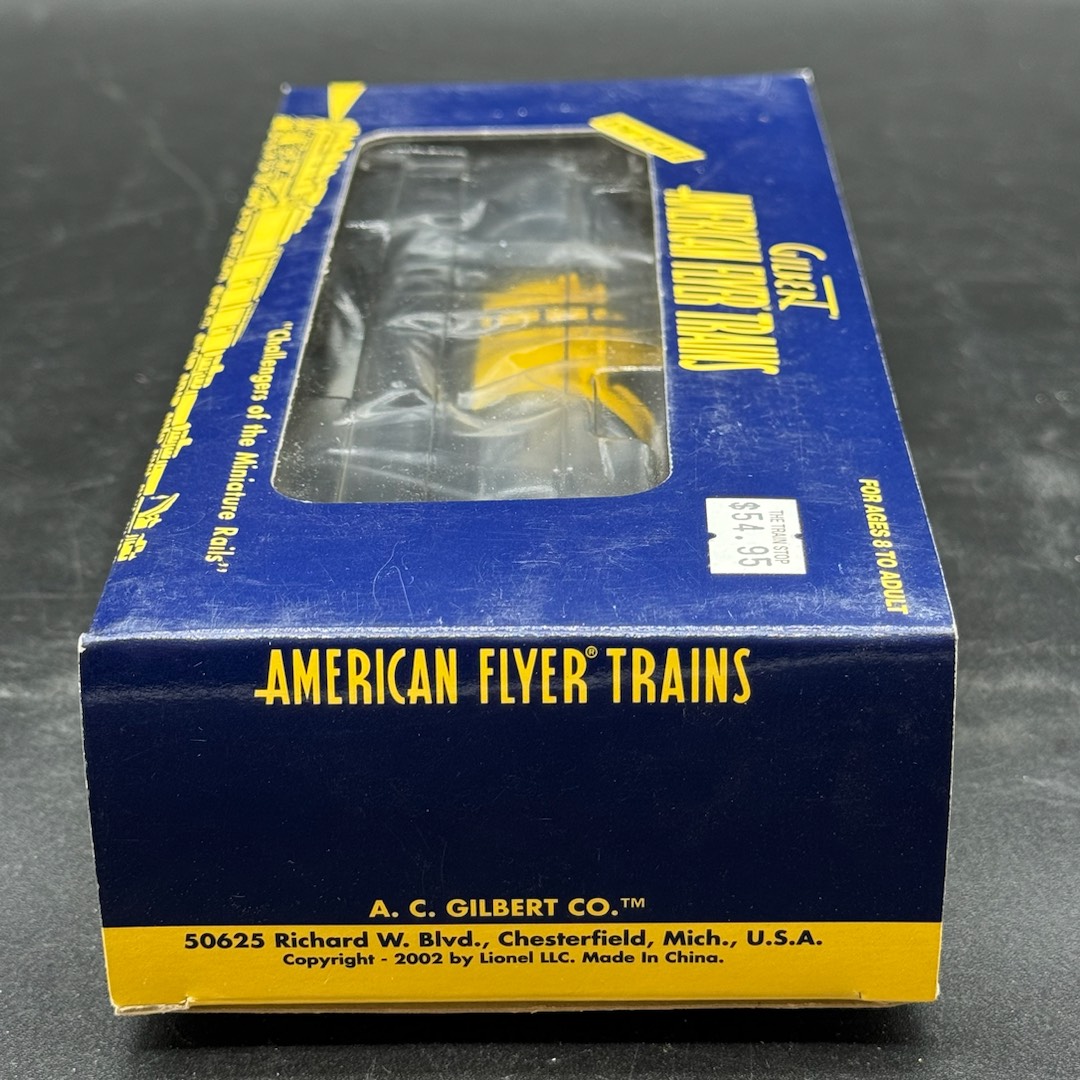 GILBERT
AMERICAN FLYER TRAINS
"Challengers of the Miniature Rails"
FOR AGES 8 TO ADULT
THE TRAIN STOP
$54.95
AMERICAN FLYER® TRAINS
A. C. GILBERT CO.™
50625 Richard W. Blvd., Chesterfield, Mich., U.S.A.
Copyright - 2002 by Lionel LLC. Made In China.